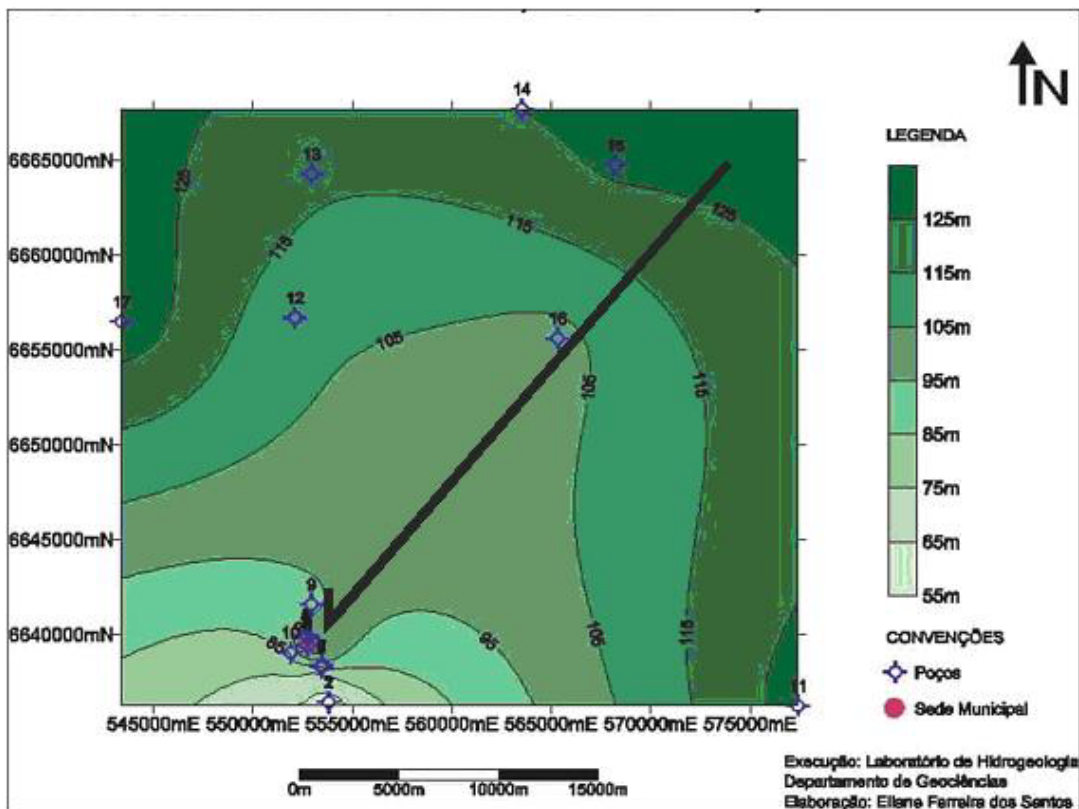 N
14
LEGENDA
6665000mN
125
13
15
125m
115
115
125
115m
6660000mN
17
12
105m
16
6655000mN
105
95m
105
115
85m
6650000mN
75m
65m
6645000mN
55m
9
CONVENÇÕES
6640000mN
10
85
95
105
115
Poços
2
11
545000mE 550000mE 555000mE 560000mE 565000mE 570000mE 575000mE
Sede Municipal
0m 5000m 10000m 15000m
Execução: Laboratório de Hidrogeologia
Departamento de Geociências
Elaboração: Eliane Ferreira dos Santos